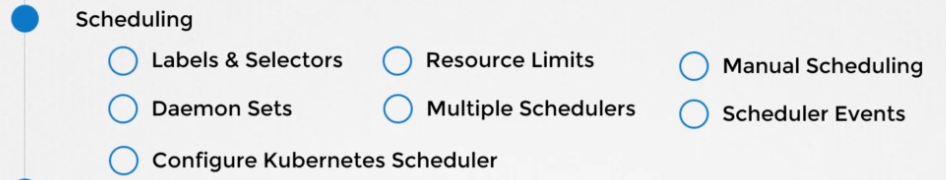 Scheduling
Labels & Selectors
Resource Limits
Manual Scheduling
Daemon Sets
Multiple Schedulers
Scheduler Events
Configure Kubernetes Scheduler